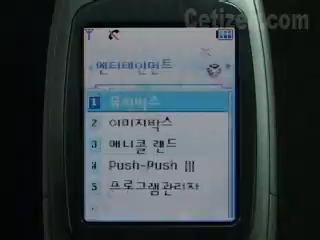 Cetizen.com
엔터테인먼트
1 뮤직박스
2 이미지박스
3 애니콜 랜드
4 Push-Push III
5 프로그램관리자